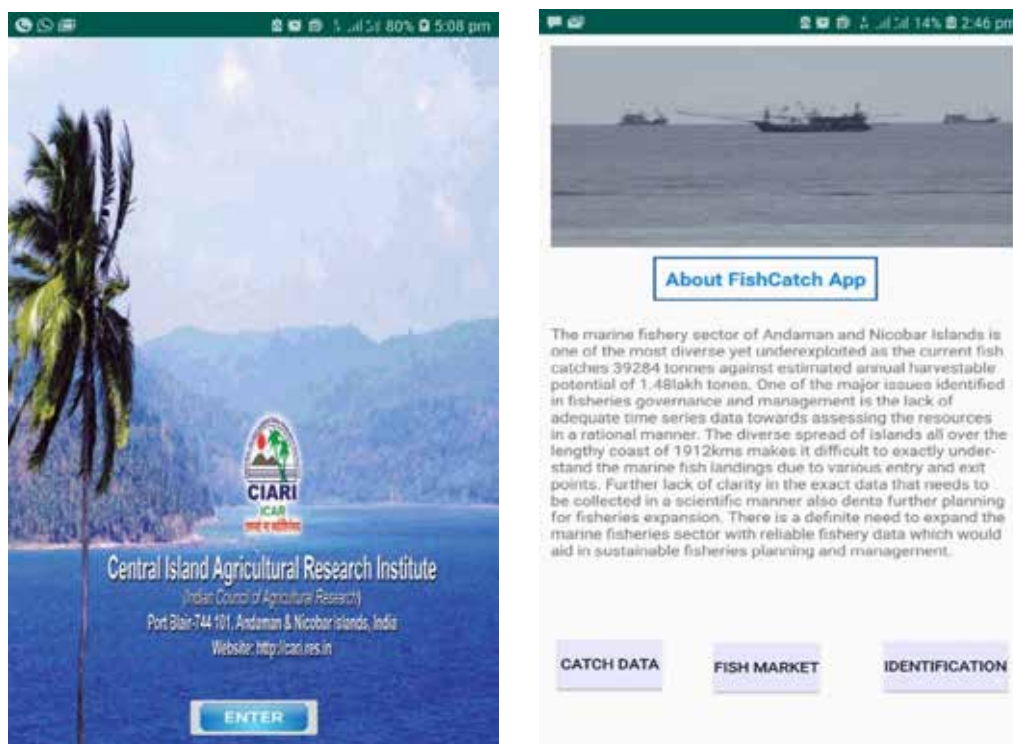 80% 5:08 pm
CIARI
ICAR
Central Island Agricultural Research Institute
(Indian Council of Agricultural Research)
Port Blair-744 101, Andaman & Nicobar Islands, India
Website: http://cari.res.in
ENTER
14% 2:46 pm
About FishCatch App
The marine fishery sector of Andaman and Nicobar Islands is
one of the most diverse yet underexploited as the current fish
catches 39284 tonnes against estimated annual harvestable
potential of 1.48lakh tones. One of the major issues identified
in fisheries governance and management is the lack of
adequate time series data towards assessing the resources
in a rational manner. The diverse spread of islands all over the
lengthy coast of 1912kms makes it difficult to exactly under-
stand the marine fish landings due to various entry and exit
points. Further lack of clarity in the exact data that needs to
be collected in a scientific manner also denta further planning
for fisheries expansion. There is a definite need to expand the
marine fisheries sector with reliable fishery data which would
aid in sustainable fisheries planning and management.
CATCH DATA
FISH MARKET
IDENTIFICATION